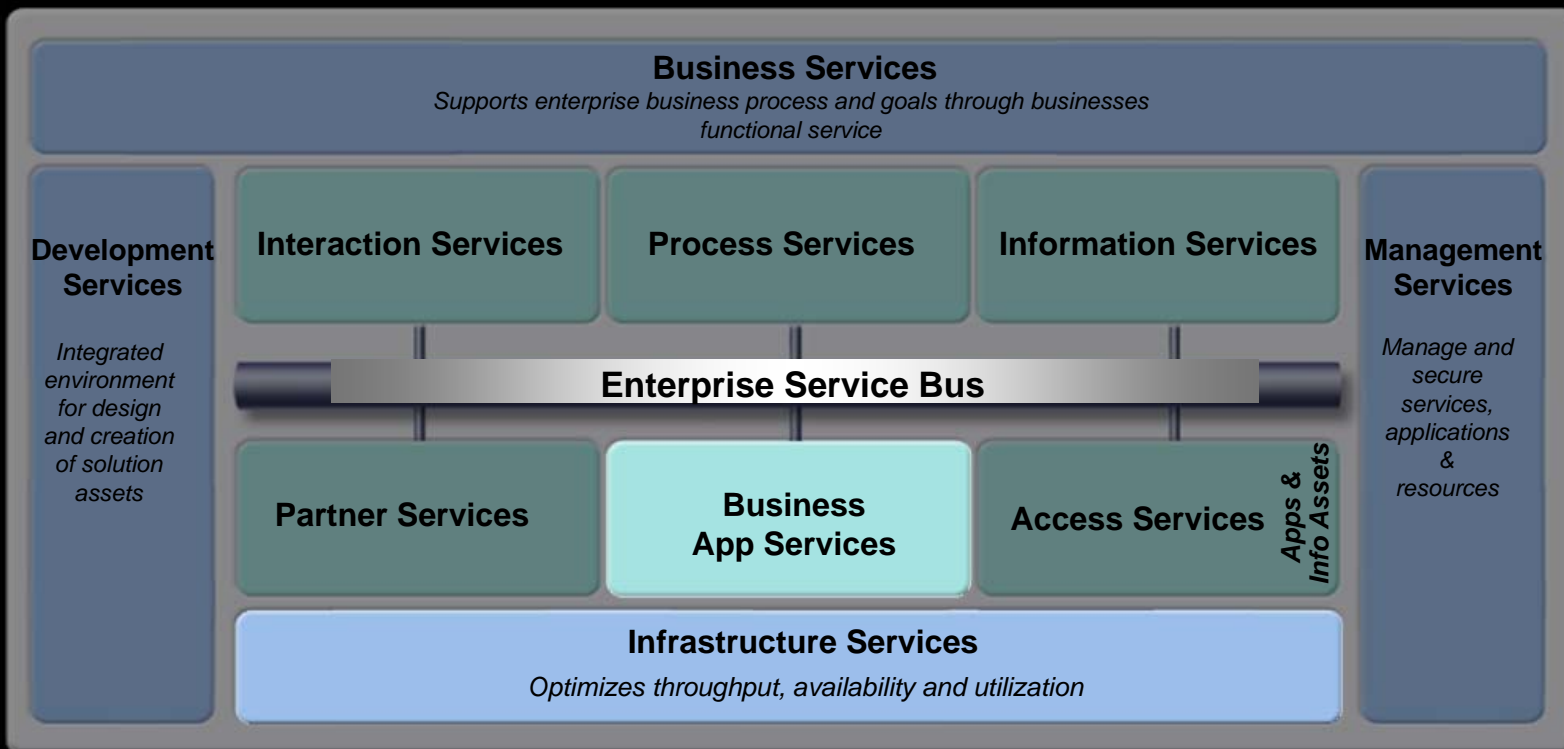 Business Services
Supports enterprise business process and goals through businesses
functional service
Development
Services
Integrated
environment
for design
and creation
of solution
assets
Interaction Services
Process Services
Information Services
Management
Services
Manage and
secure
services,
applications
&
resources
Enterprise Service Bus
Partner Services
Business
App Services
Access Services
Apps &
Info Assets
Infrastructure Services
Optimizes throughput, availability and utilization